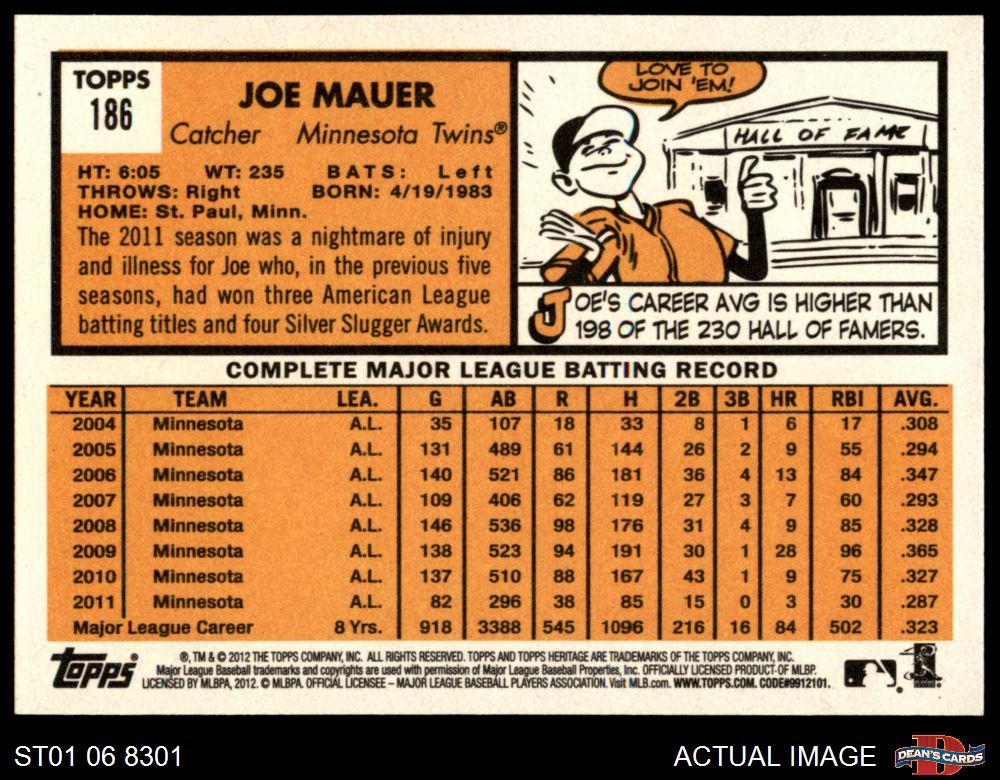 TOPPS
186
JOE MAUER
Catcher Minnesota Twins®
HT: 6:05 WT: 235 BATS: Left
THROWS: Right BORN: 4/19/1983
HOME: St. Paul, Minn.
The 2011 season was a nightmare of injury
and illness for Joe who, in the previous five
seasons, had won three American League
batting titles and four Silver Slugger Awards.
LOVE TO
JOIN 'EM!
HALL OF FAME
JOE'S CAREER AVG IS HIGHER THAN
198 OF THE 230 HALL OF FAMERS.
COMPLETE MAJOR LEAGUE BATTING RECORD
YEAR TEAM LEA. G AB R H 2B 3B HR RBI AVG.
2004 Minnesota A.L. 35 107 18 33 8 1 6 17 .308
2005 Minnesota A.L. 131 489 61 144 26 2 9 55 .294
2006 Minnesota A.L. 140 521 86 181 36 4 13 84 .347
2007 Minnesota A.L. 109 406 62 119 27 3 7 60 .293
2008 Minnesota A.L. 146 536 98 176 31 4 9 85 .328
2009 Minnesota A.L. 138 523 94 191 30 1 28 96 .365
2010 Minnesota A.L. 137 510 88 167 43 1 9 75 .327
2011 Minnesota A.L. 82 296 38 85 15 0 3 30 .287
Major League Career 8 Yrs. 918 3388 545 1096 216 16 84 502 .323
topps
®, TM & © 2012 THE TOPPS COMPANY, INC. ALL RIGHTS RESERVED. TOPPS AND TOPPS HERITAGE ARE TRADEMARKS OF THE TOPPS COMPANY, INC.
Major League Baseball trademarks and copyrights are used with permission of Major League Baseball Properties, Inc. OFFICIALLY LICENSED PRODUCT OF MLBP.
LICENSED BY MLBPA, 2012. © MLBPA. OFFICIAL LICENSEE – MAJOR LEAGUE BASEBALL PLAYERS ASSOCIATION. Visit MLB.com. WWW.TOPPS.COM. CODE#9912101.
ST01 06 8301
ACTUAL IMAGE
DEAN'S CARDS